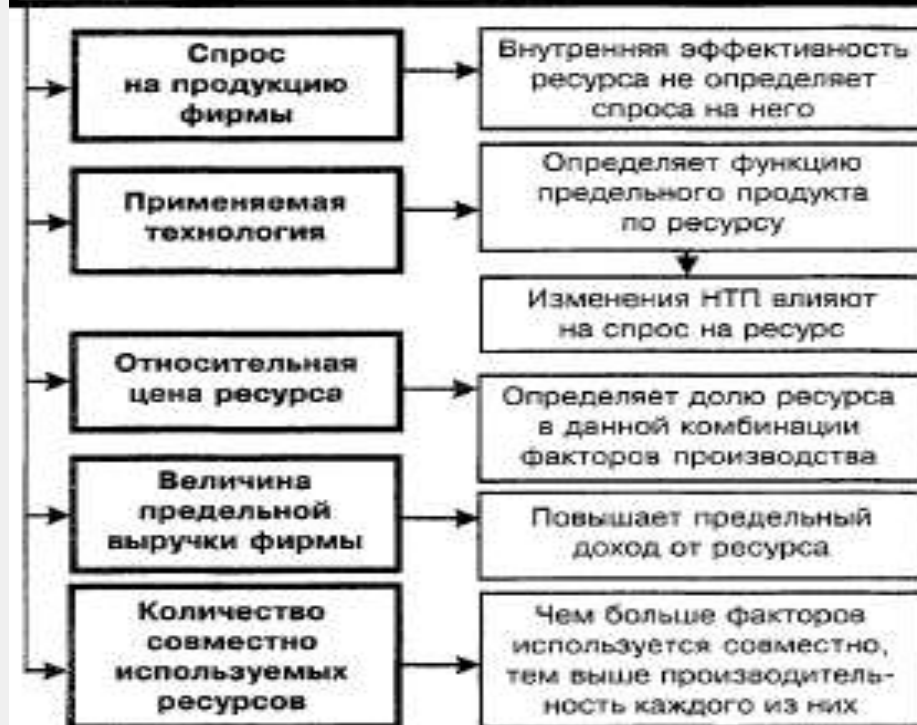 Спрос
на продукцию
фирмы
Внутренняя эффективность
ресурса не определяет
спроса на него
Применяемая
технология
Определяет функцию
предельного продукта
по ресурсу
Изменения НТП влияют
на спрос на ресурс
Относительная
цена ресурса
Определяет долю ресурса
в данной комбинации
факторов производства
Величина
предельной
выручки фирмы
Повышает предельный
доход от ресурса
Количество
совместно
используемых
ресурсов
Чем больше факторов
используется совместно,
тем выше производитель-
ность каждого из них